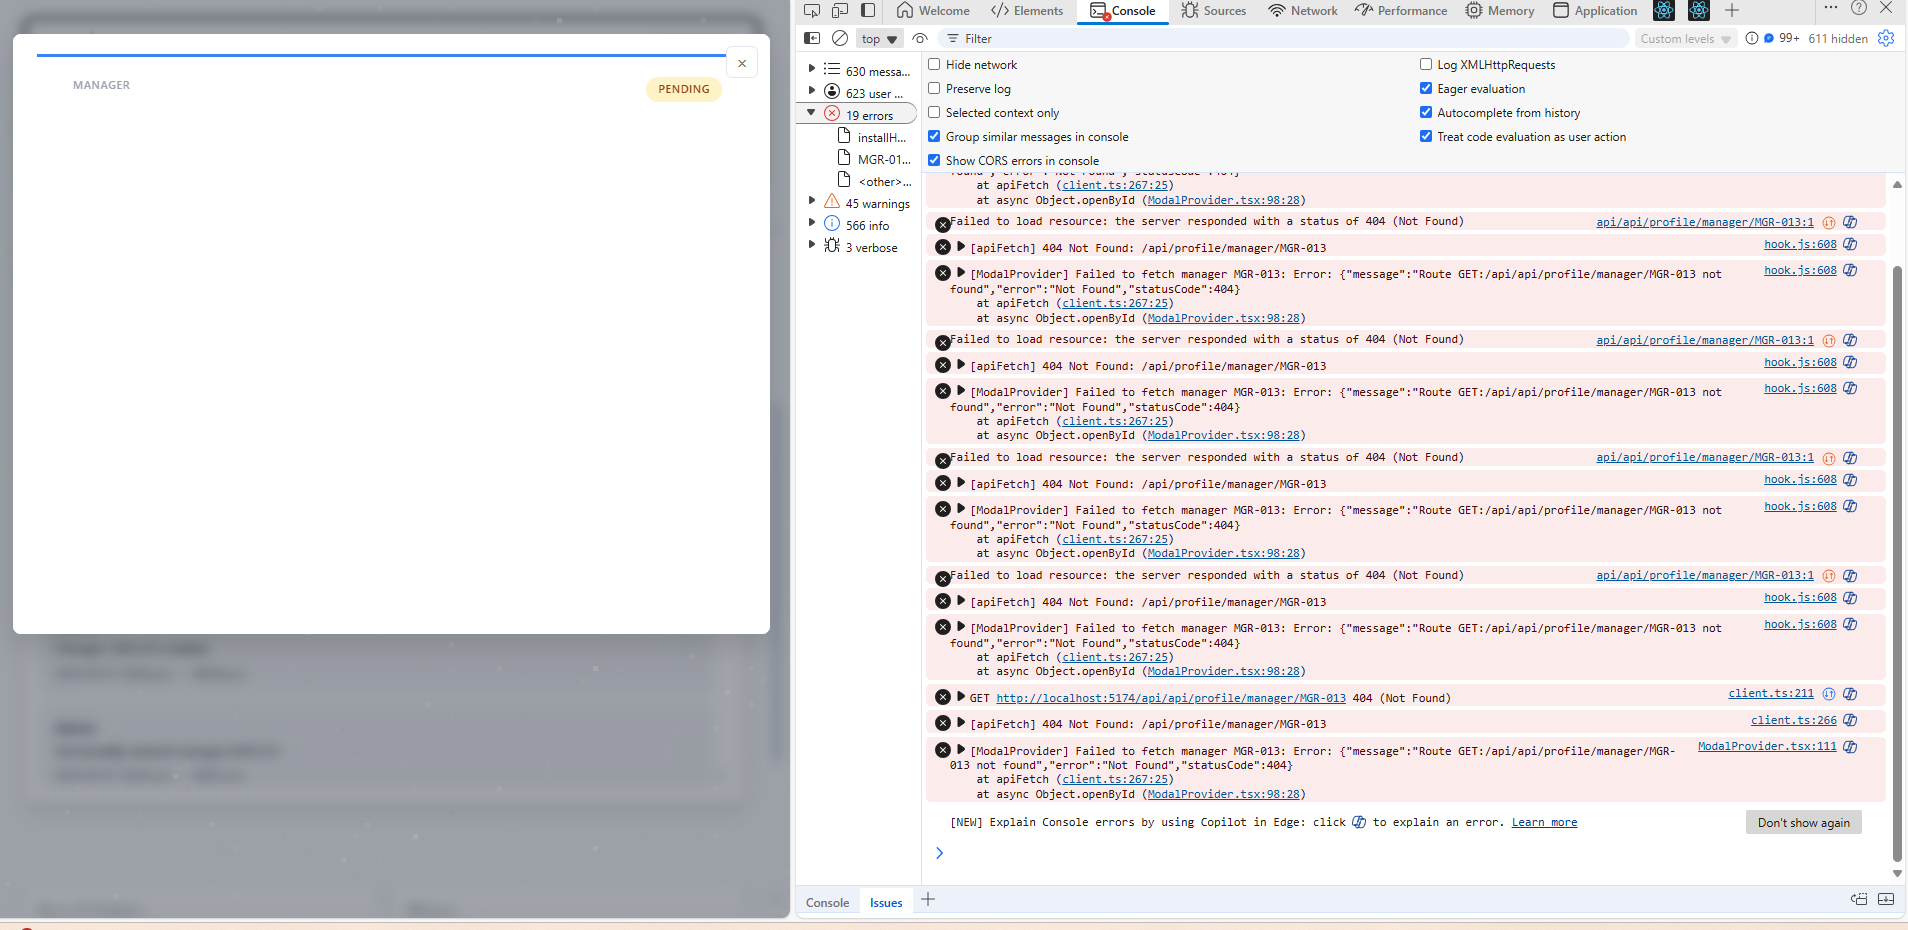 MANAGER
PENDING
×
Welcome
Elements
Console
Sources
Network
Performance
Memory
Application
top
Filter
Custom levels
99+
611 hidden
630 messa...
623 user ...
19 errors
installH...
MGR-01...
<other>...
45 warnings
566 info
3 verbose
Hide network
Log XMLHttpRequests
Preserve log
Eager evaluation
Selected context only
Autocomplete from history
Group similar messages in console
Treat code evaluation as user action
Show CORS errors in console
found","error":"Not Found","statusCode":404}
at apiFetch (client.ts:267:25)
at async Object.openById (ModalProvider.tsx:98:28)
Failed to load resource: the server responded with a status of 404 (Not Found) api/api/profile/manager/MGR-013:1
[apiFetch] 404 Not Found: /api/profile/manager/MGR-013 hook.js:608
[ModalProvider] Failed to fetch manager MGR-013: Error: {"message":"Route GET:/api/api/profile/manager/MGR-013 not hook.js:608
found","error":"Not Found","statusCode":404}
at apiFetch (client.ts:267:25)
at async Object.openById (ModalProvider.tsx:98:28)
Failed to load resource: the server responded with a status of 404 (Not Found) api/api/profile/manager/MGR-013:1
[apiFetch] 404 Not Found: /api/profile/manager/MGR-013 hook.js:608
[ModalProvider] Failed to fetch manager MGR-013: Error: {"message":"Route GET:/api/api/profile/manager/MGR-013 not hook.js:608
found","error":"Not Found","statusCode":404}
at apiFetch (client.ts:267:25)
at async Object.openById (ModalProvider.tsx:98:28)
Failed to load resource: the server responded with a status of 404 (Not Found) api/api/profile/manager/MGR-013:1
[apiFetch] 404 Not Found: /api/profile/manager/MGR-013 hook.js:608
[ModalProvider] Failed to fetch manager MGR-013: Error: {"message":"Route GET:/api/api/profile/manager/MGR-013 not hook.js:608
found","error":"Not Found","statusCode":404}
at apiFetch (client.ts:267:25)
at async Object.openById (ModalProvider.tsx:98:28)
Failed to load resource: the server responded with a status of 404 (Not Found) api/api/profile/manager/MGR-013:1
[apiFetch] 404 Not Found: /api/profile/manager/MGR-013 hook.js:608
[ModalProvider] Failed to fetch manager MGR-013: Error: {"message":"Route GET:/api/api/profile/manager/MGR-013 not hook.js:608
found","error":"Not Found","statusCode":404}
at apiFetch (client.ts:267:25)
at async Object.openById (ModalProvider.tsx:98:28)
GET http://localhost:5174/api/api/profile/manager/MGR-013 404 (Not Found) client.ts:211
[apiFetch] 404 Not Found: /api/profile/manager/MGR-013 client.ts:266
[ModalProvider] Failed to fetch manager MGR-013: Error: {"message":"Route GET:/api/api/profile/manager/MGR- ModalProvider.tsx:111
013 not found","error":"Not Found","statusCode":404}
at apiFetch (client.ts:267:25)
at async Object.openById (ModalProvider.tsx:98:28)
[NEW] Explain Console errors by using Copilot in Edge: click to explain an error. Learn more
Don't show again
Console
Issues